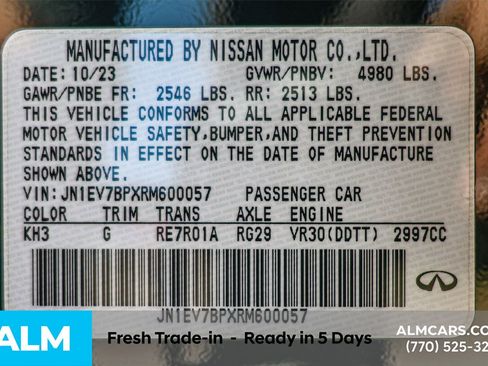 MANUFACTURED BY NISSAN MOTOR CO.,LTD.
DATE: 10/23 GVWR/PNBV: 4980 LBS.
GAWR/PNBE FR: 2546 LBS. RR: 2513 LBS.
THIS VEHICLE CONFORMS TO ALL APPLICABLE FEDERAL
MOTOR VEHICLE SAFETY,BUMPER,AND THEFT PREVENTION
STANDARDS IN EFFECT ON THE DATE OF MANUFACTURE
SHOWN ABOVE.
VIN: JN1EV7BPXRM600057 PASSENGER CAR
COLOR TRIM TRANS AXLE ENGINE
KH3 G RE7R01A RG29 VR30(DDTT) 2997CC
JN1EV7BPXRM600057
INFINITI
ALM
Fresh Trade-in - Ready in 5 Days
ALMCARS.CO
(770) 525-32